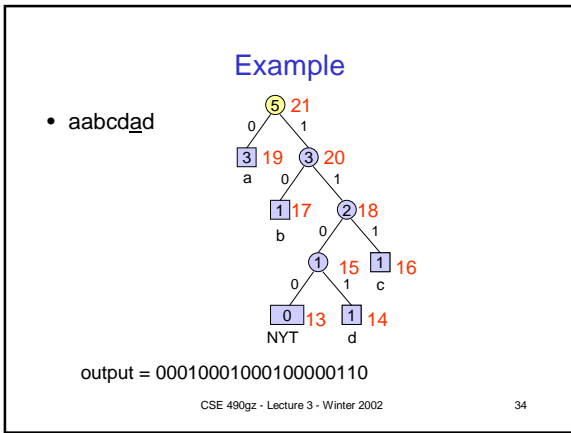 Example
• aabcdad
5 21
0 1
3 19 3 20
a 0 1
1 17 2 18
b 0 1
1 15 1 16
0 1 c
0 13 1 14
NYT d
output = 00010001000100000110
CSE 490gz - Lecture 3 - Winter 2002 34